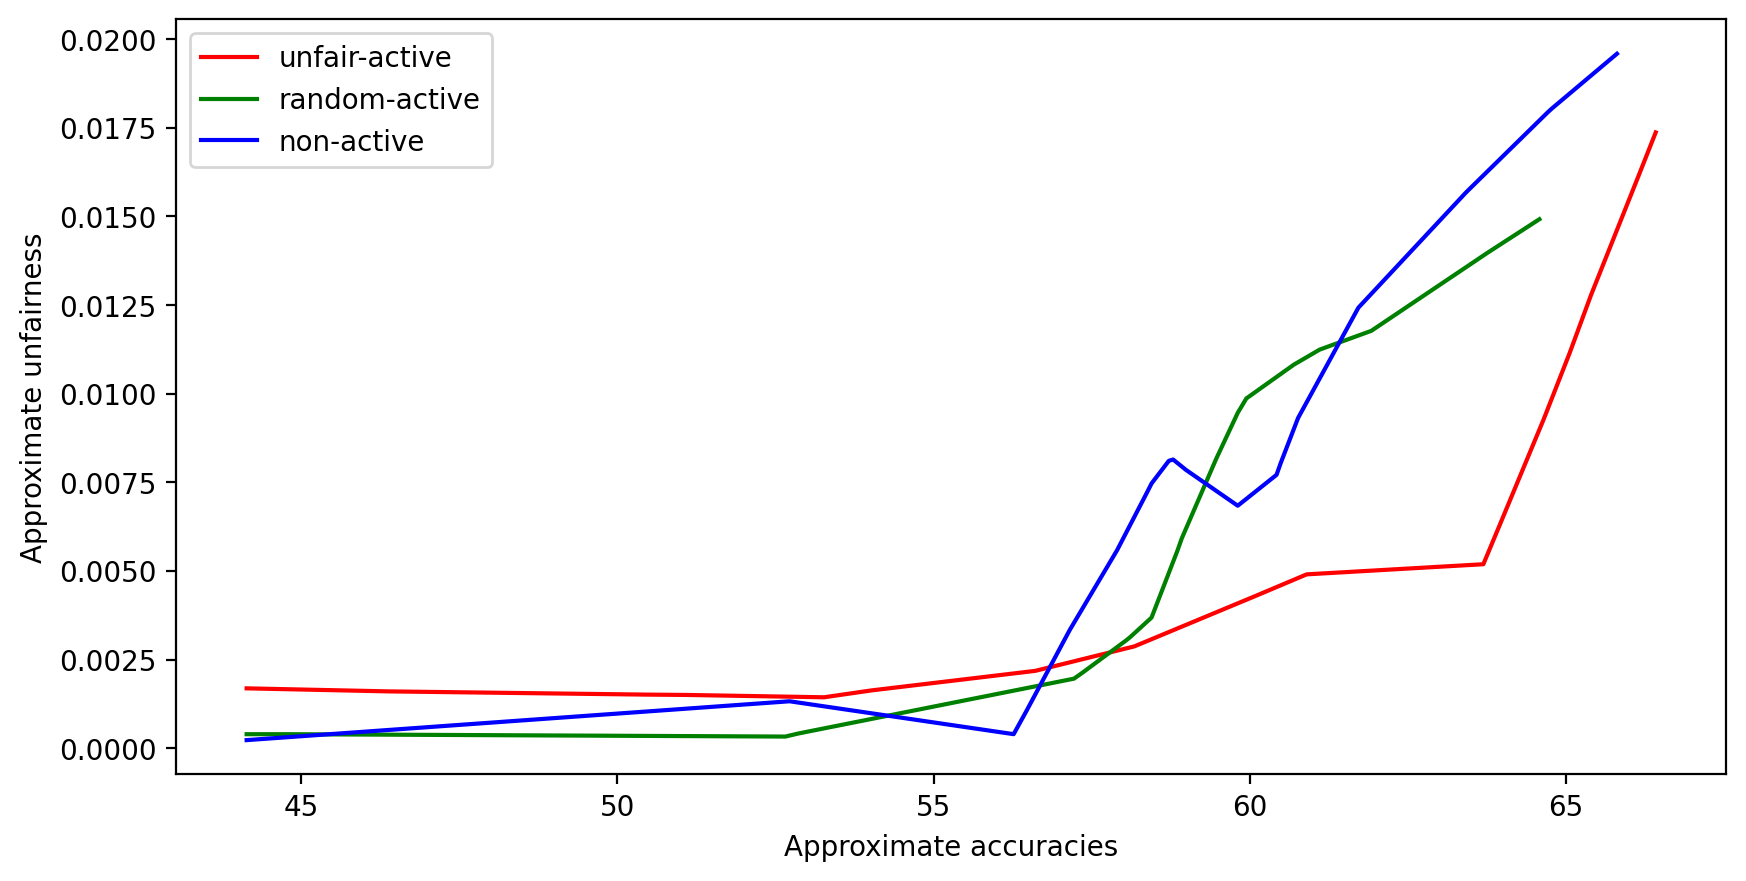 0.0200
0.0175
0.0150
0.0125
0.0100
0.0075
0.0050
0.0025
0.0000
Approximate unfairness
unfair-active
random-active
non-active
45 50 55 60 65
Approximate accuracies